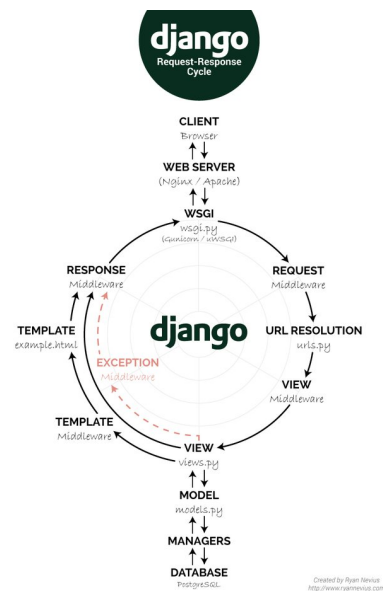 django
Request-Response
Cycle
CLIENT
Browser
WEB SERVER
(Nginx / Apache)
WSGI
wsgi.py
(Gunicorn / uWSGI)
RESPONSE
Middleware
REQUEST
Middleware
TEMPLATE
example.html
django
URL RESOLUTION
urls.py
EXCEPTION
Middleware
VIEW
Middleware
TEMPLATE
Middleware
VIEW
views.py
MODEL
models.py
MANAGERS
DATABASE
PostgreSQL
Created by Ryan Nevius
http://www.ryannevius.com